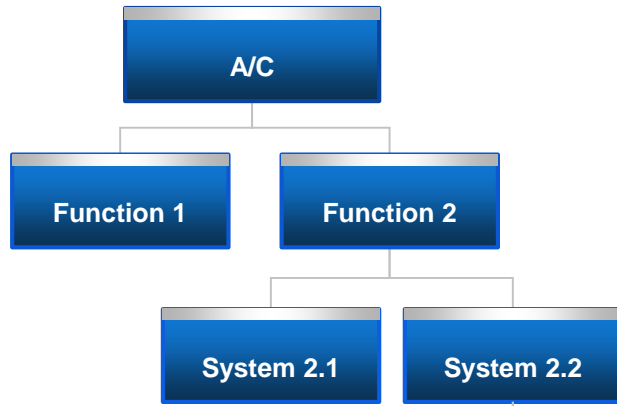 A/C
Function 1
Function 2
System 2.1
System 2.2